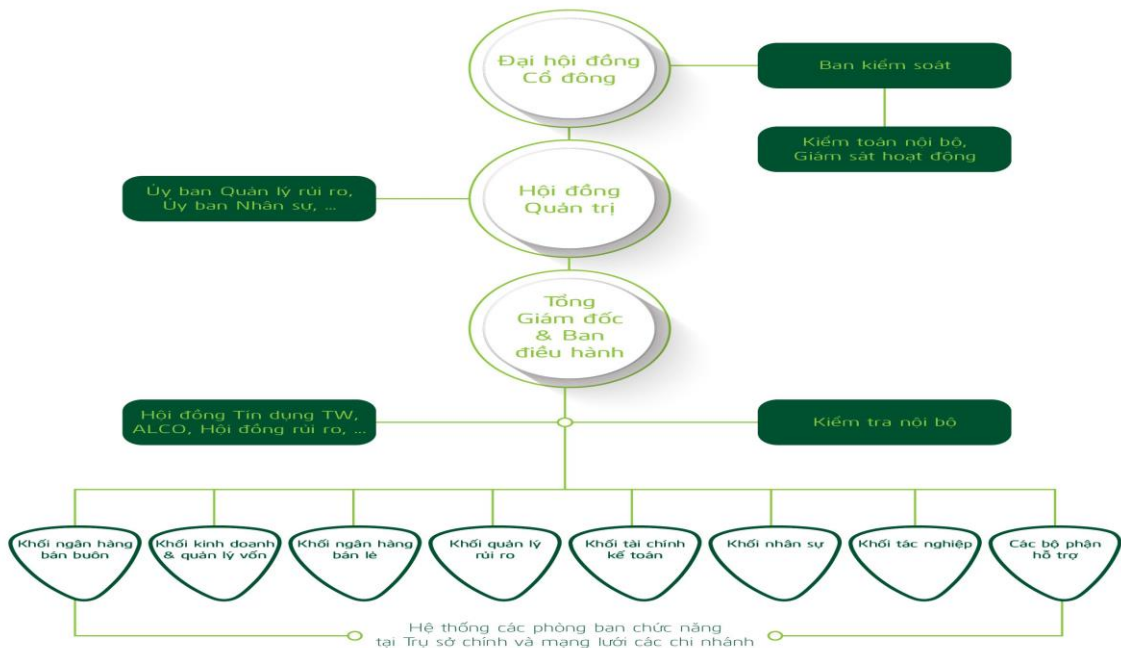 Đại hội đồng
Cổ đông
Ban kiểm soát
Kiểm toán nội bộ,
Giám sát hoạt động
Ủy ban Quản lý rủi ro,
Ủy ban Nhân sự, ...
Hội đồng
Quản trị
Tổng
Giám đốc
& Ban
điều hành
Hội đồng Tín dụng TW,
ALCO, Hội đồng rủi ro, ...
Kiểm tra nội bộ
Khối ngân hàng
bán buôn
Khối kinh doanh
& quản lý vốn
Khối ngân hàng
bán lẻ
Khối quản lý
rủi ro
Khối tài chính
kế toán
Khối nhân sự
Khối tác nghiệp
Các bộ phận
hỗ trợ
Hệ thống các phòng ban chức năng
tại Trụ sở chính và mạng lưới các chi nhánh